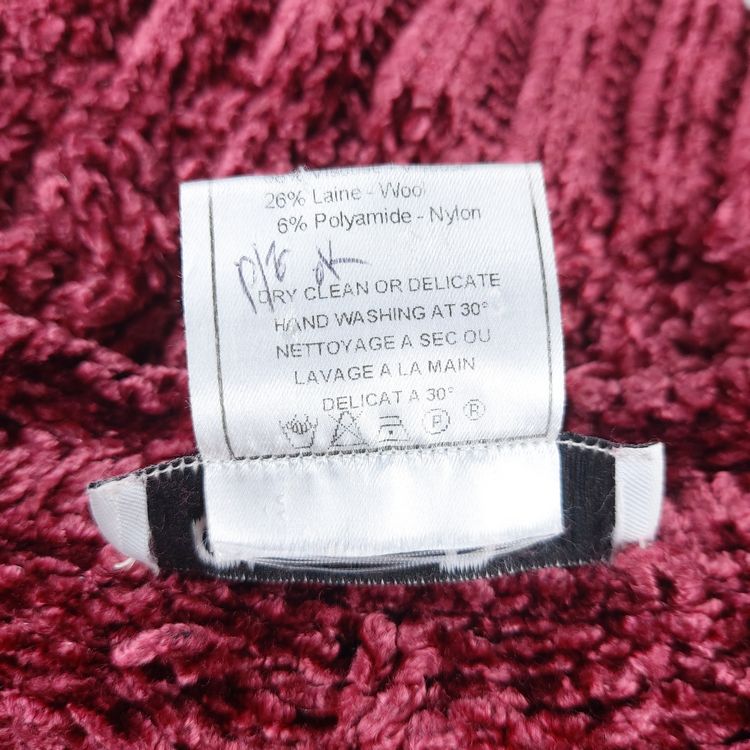 26% Laine - Wool
6% Polyamide - Nylon
DRY CLEAN OR DELICATE
HAND WASHING AT 30°
NETTOYAGE A SEC OU
LAVAGE A LA MAIN
DELICAT A 30°
P ®